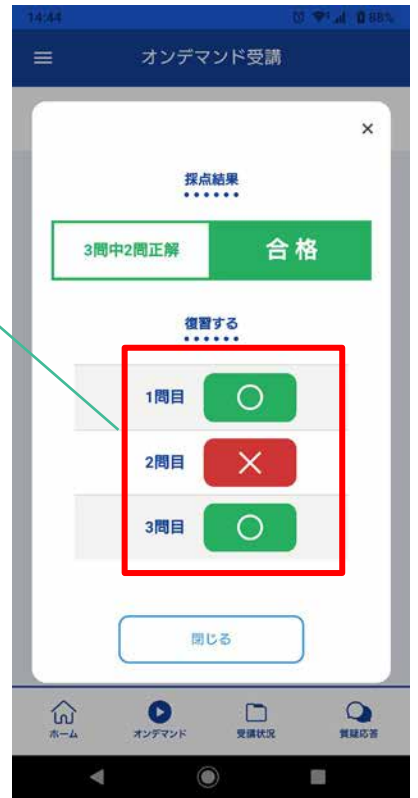 14:44 88%
オンデマンド受講
×
採点結果
3問中2問正解 合格
復習する
1問目 ○
2問目 ×
3問目 ○
閉じる
ホーム オンデマンド 受講状況 質疑応答